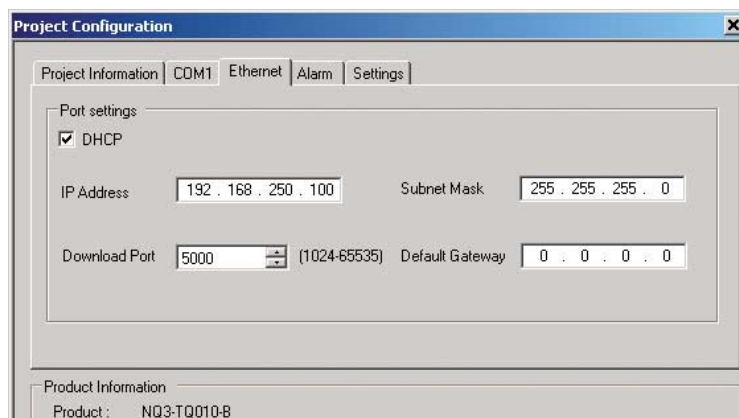 Project Configuration
Project Information COM1 Ethernet Alarm Settings
Port settings
DHCP
IP Address 192 . 168 . 250 . 100 Subnet Mask 255 . 255 . 255 . 0
Download Port 5000 (1024-65535) Default Gateway 0 . 0 . 0 . 0
Product Information
Product : NQ3-TQ010-B